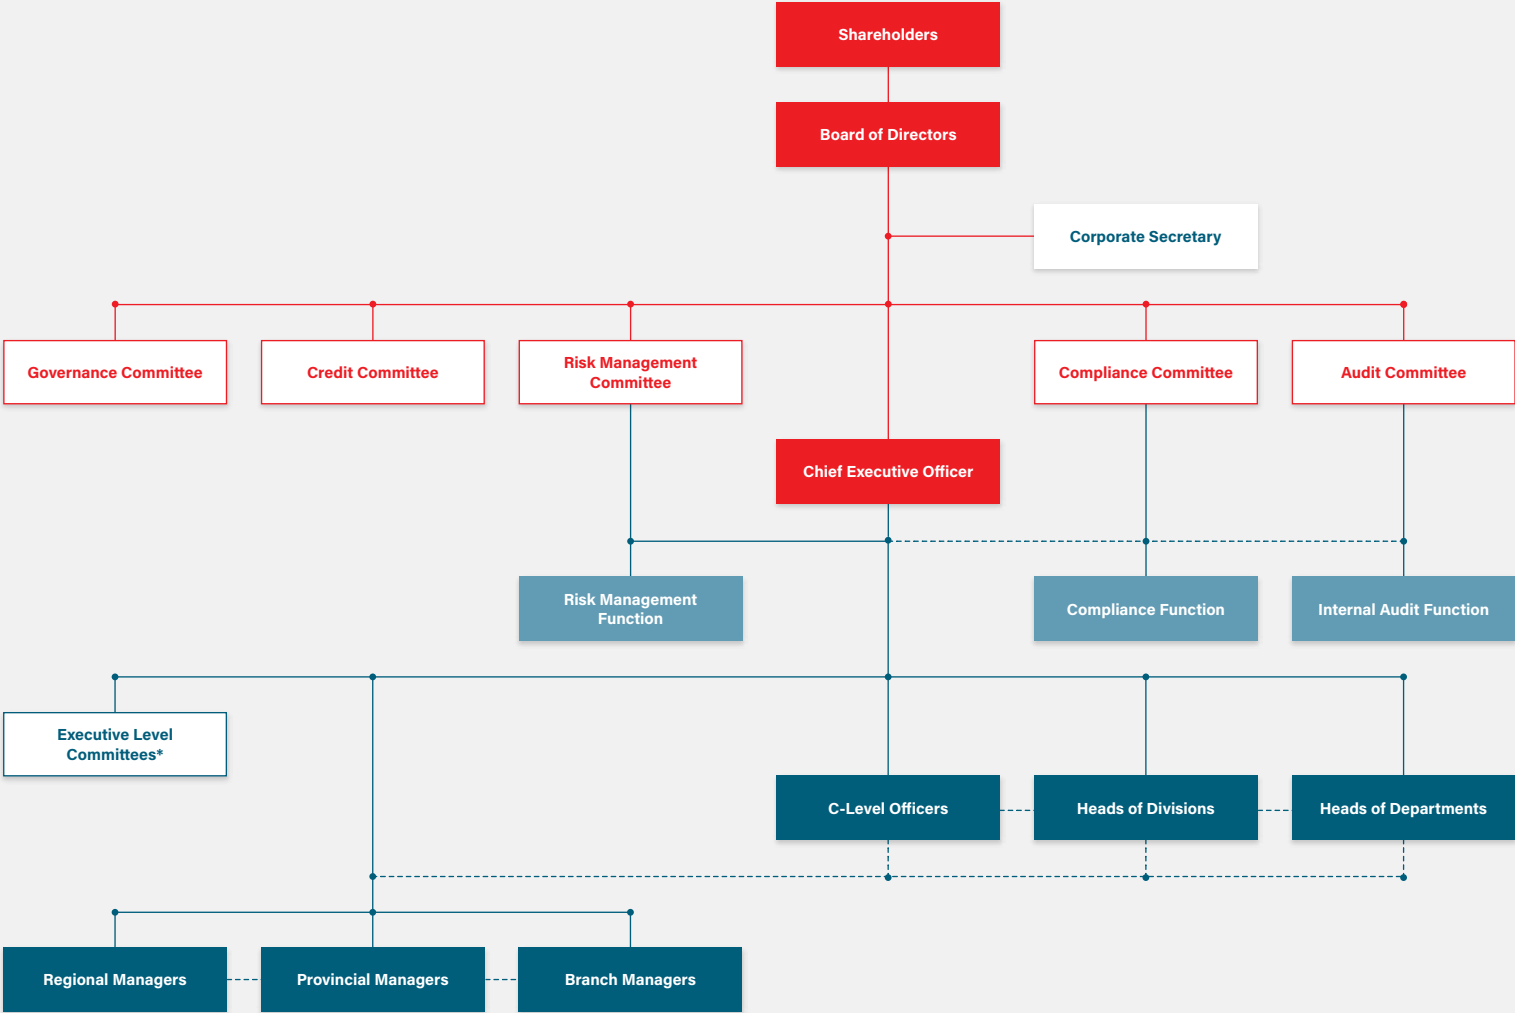 Shareholders
Board of Directors
Corporate Secretary
Governance Committee
Credit Committee
Risk Management
Committee
Compliance Committee
Audit Committee
Chief Executive Officer
Risk Management
Function
Compliance Function
Internal Audit Function
Executive Level
Committees*
C-Level Officers
Heads of Divisions
Heads of Departments
Regional Managers
Provincial Managers
Branch Managers